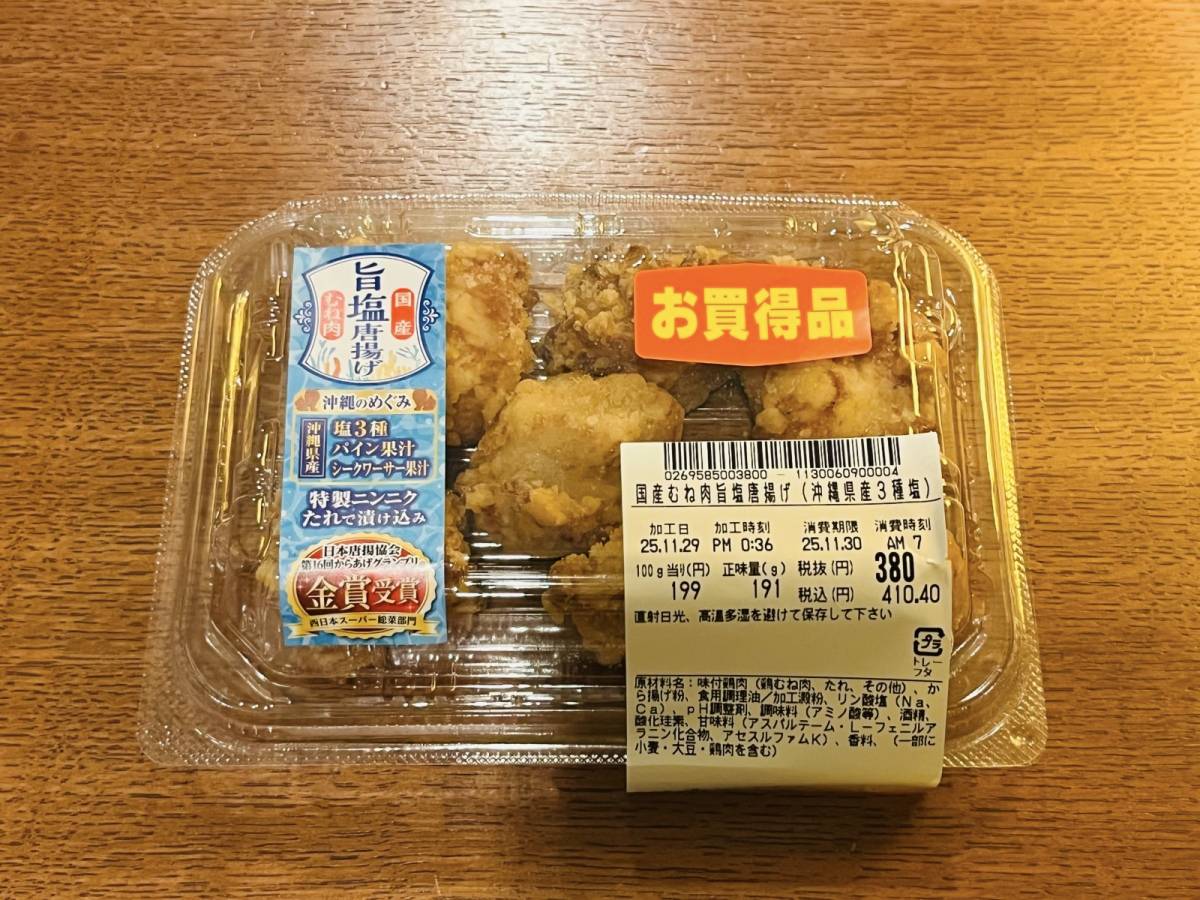 旨塩唐揚げ
国産
むね肉
沖縄のめぐみ
沖縄県産
塩3種
パイン果汁
シークワーサー果汁
特製ニンニク
たれで漬け込み
日本唐揚協会
第16回からあげグランプリ
金賞受賞
西日本スーパー総菜部門
お買得品
0269585003800 1130060900004
国産むね肉旨塩唐揚げ(沖縄県産3種塩)
加工日 加工時刻 消費期限 消費時刻
25.11.29 PM 0:36 25.11.30 AM 7
100g当り(円) 正味量(g) 税抜(円) 380
199 191 税込(円) 410.40
直射日光、高温多湿を避けて保存して下さい
プラ
トレー
フタ
原材料名:味付鶏肉(鶏むね肉、たれ、その他)、か
ら揚げ粉、食用調理油/加工澱粉、リン酸塩(Na、
Ca)、pH調整剤、調味料(アミノ酸等)、酒精、
酸化珪素、甘味料(アスパルテーム・L-フェニルア
ラニン化合物、アセスルファムK)、香料、(一部に
小麦・大豆・鶏肉を含む)